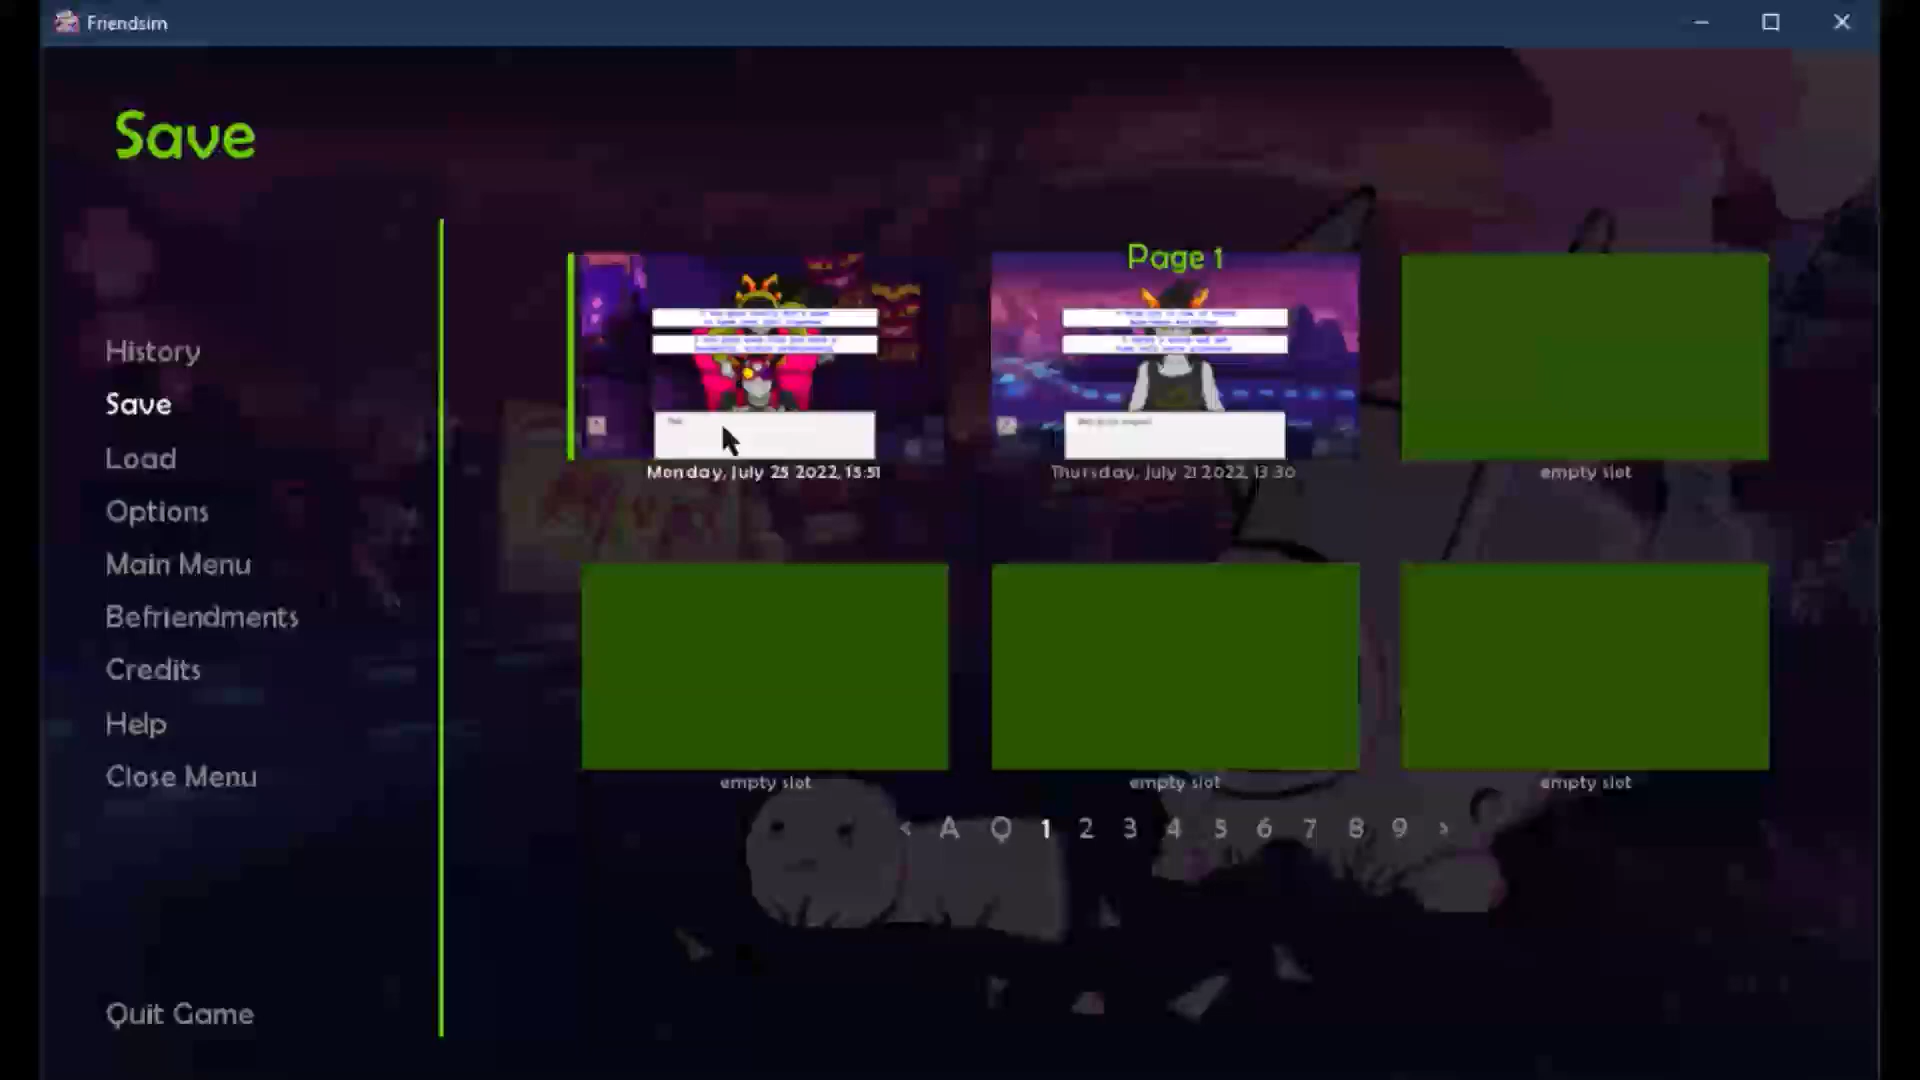 Friendsim
Save
Page 1
History
Save
Load
Options
Main Menu
Befriendments
Credits
Help
Close Menu
Quit Game
Monday, July 25 2022, 13:51
Thursday, July 21 2022, 13:30
empty slot
empty slot
empty slot
empty slot
< A Q 1 2 3 4 5 6 7 8 9 >